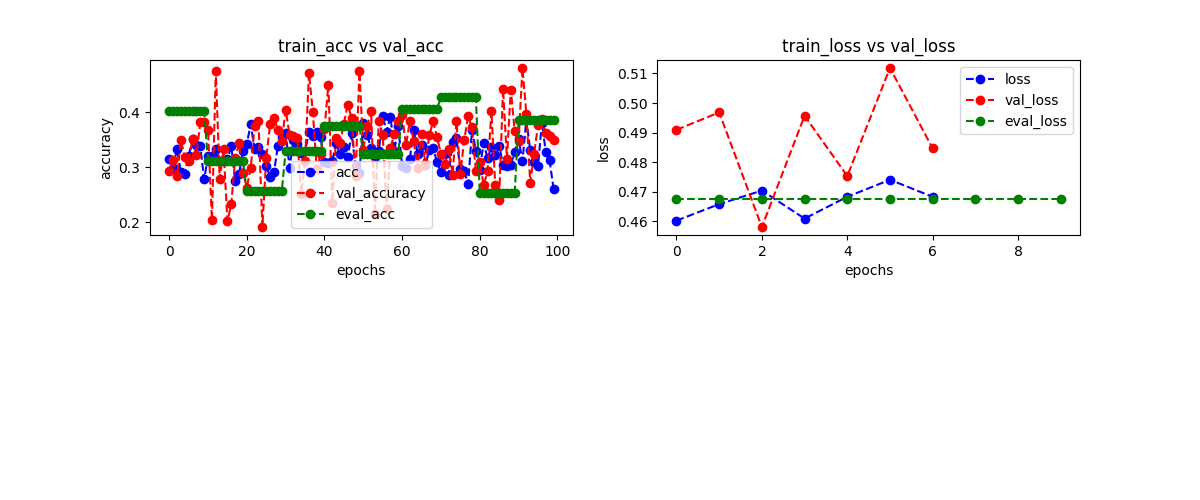 train_acc vs val_acc
accuracy
0.4
0.3
0.2
acc
val_accuracy
eval_acc
0 20 40 60 80 100
epochs
train_loss vs val_loss
loss
0.51
0.50
0.49
0.48
0.47
0.46
loss
val_loss
eval_loss
0 2 4 6 8
epochs